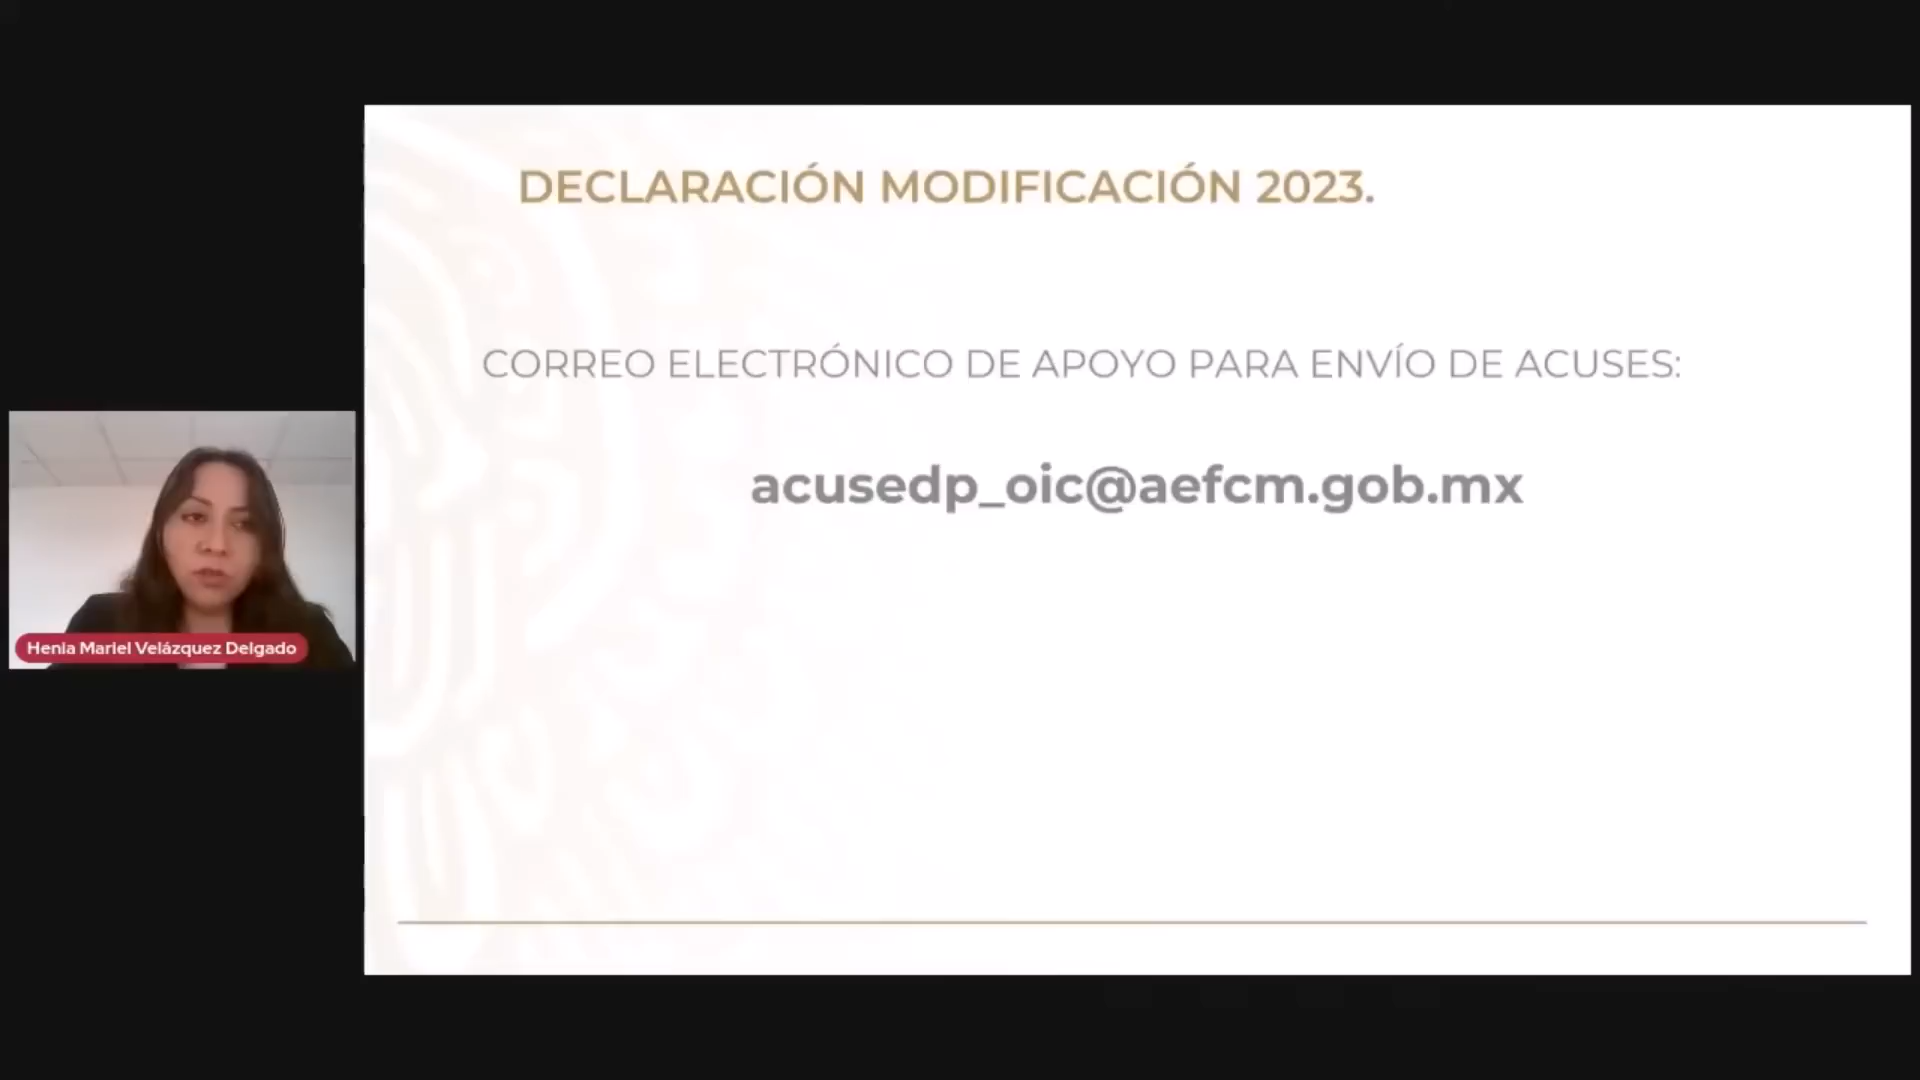 DECLARACIÓN MODIFICACIÓN 2023.
CORREO ELECTRÓNICO DE APOYO PARA ENVÍO DE ACUSES:
acusedp_oic@aefcm.gob.mx
Henia Mariel Velázquez Delgado